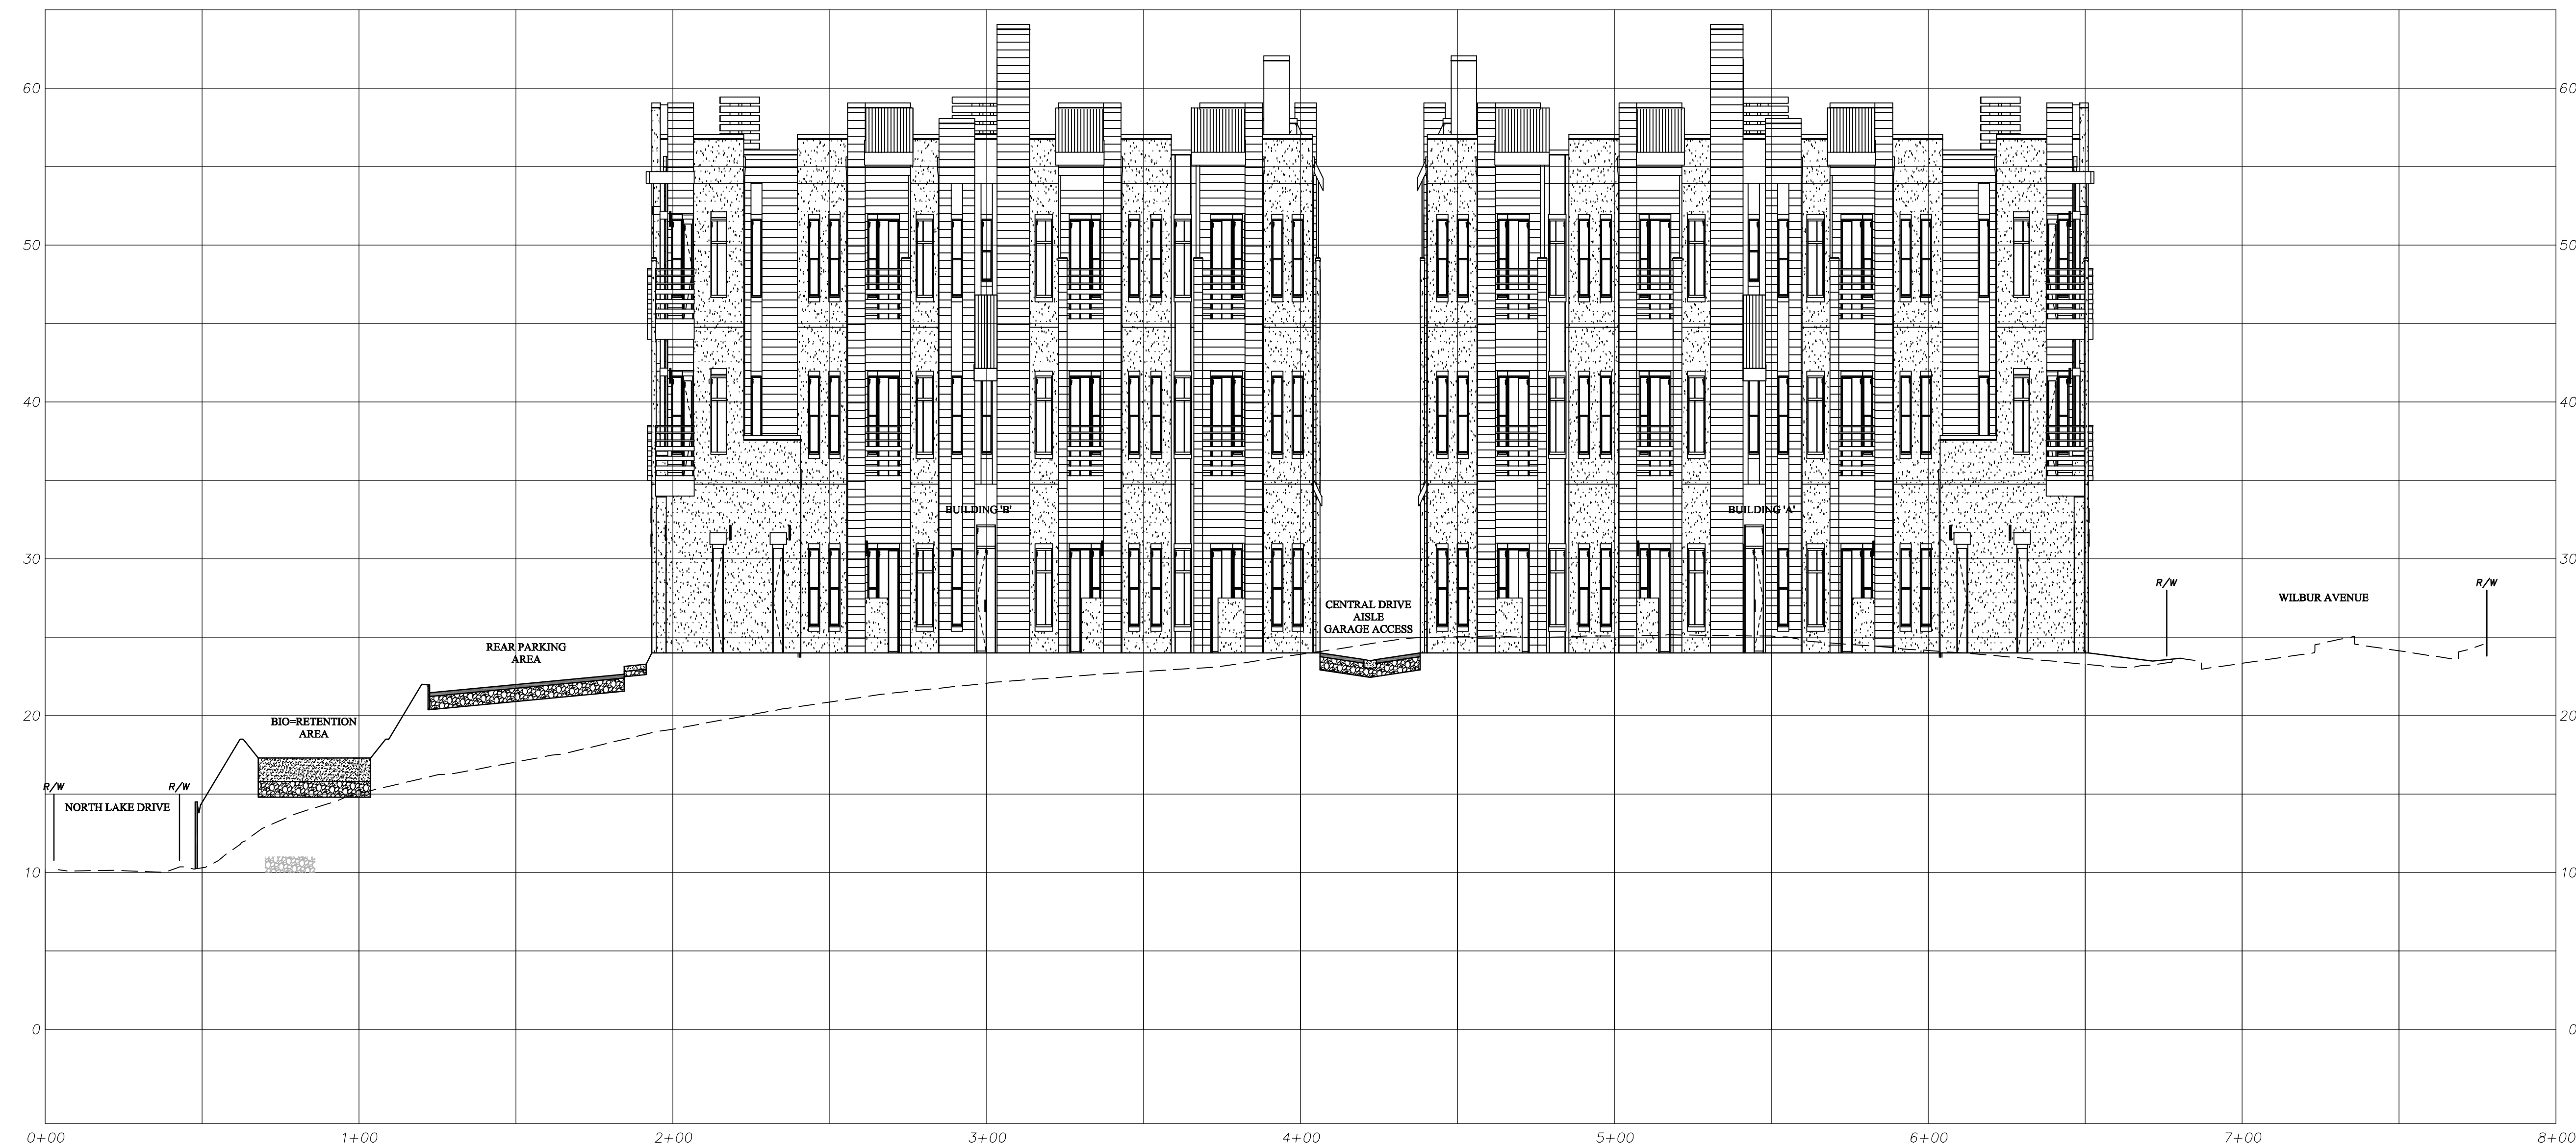 60
60
50
50
40
40
BUILDING 'B'
BUILDING 'A'
30
30
R/W
R/W
WILBUR AVENUE
CENTRAL DRIVE
AISLE
GARAGE ACCESS
REAR PARKING
AREA
20
20
BIO=RETENTION
AREA
R/W
R/W
NORTH LAKE DRIVE
10
10
0
0
0+00
1+00
2+00
3+00
4+00
5+00
6+00
7+00
8+00